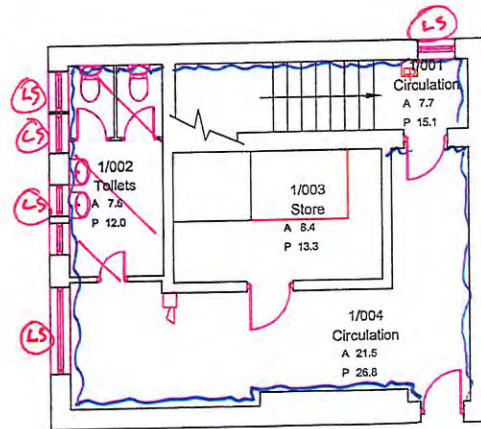 LS
1/001
Circulation
A 7.7
P 15.1
LS
LS
1/002
Toilets
A 7.6
P 12.0
LS
1/003
Store
A 8.4
P 13.3
LS
1/004
Circulation
A 21.5
P 26.8